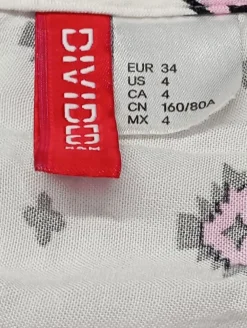 DIVIDED
EUR 34
US 4
CA 4
CN 160/80A
MX 4